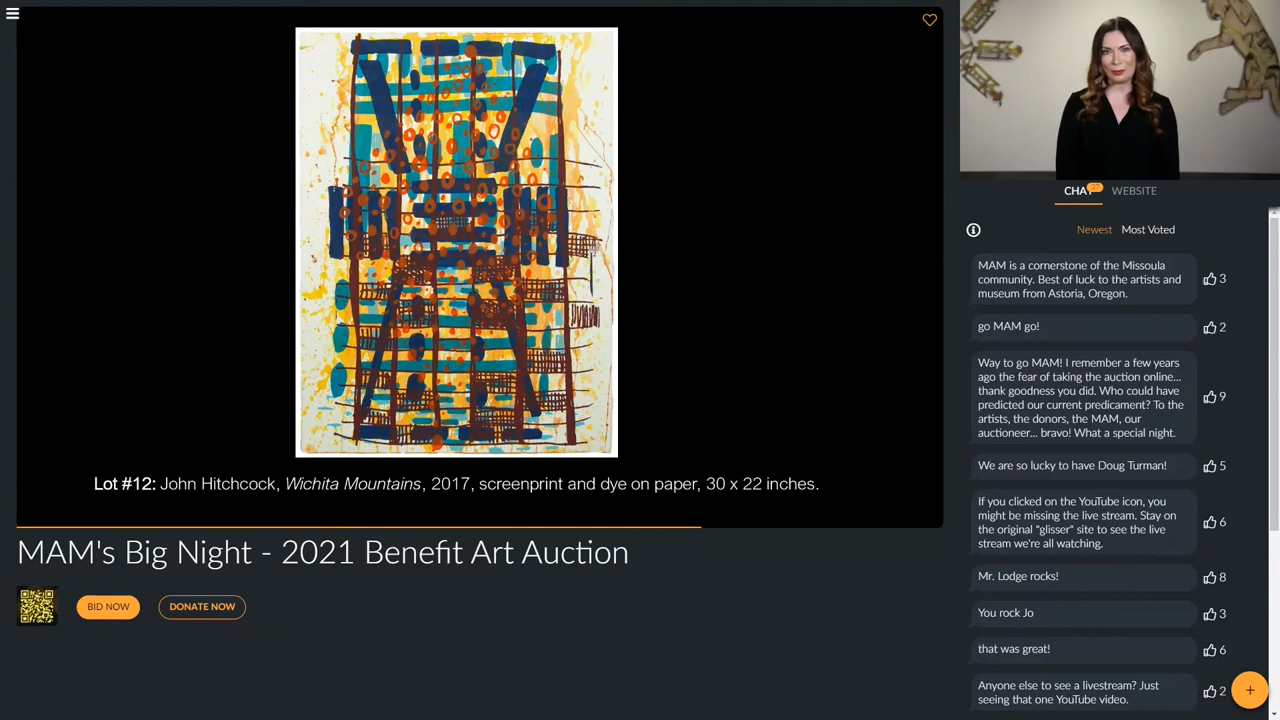 Lot #12: John Hitchcock, Wichita Mountains, 2017, screenprint and dye on paper, 30 x 22 inches.
MAM's Big Night - 2021 Benefit Art Auction
BID NOW
DONATE NOW
WEBSITE
Newest
Most Voted
MAM is a cornerstone of the Missoula
community. Best of luck to the artists and
museum from Astoria, Oregon.
3
go MAM go!
2
Way to go MAM! I remember a few years
ago the fear of taking the auction online...
thank goodness you did. Who could have
predicted our current predicament? To the
artists, the donors, the MAM, our
auctioneer... bravo! What a special night.
9
We are so lucky to have Doug Turman!
5
If you clicked on the YouTube icon, you
might be missing the live stream. Stay on
the original "glisser" site to see the live
stream we're all watching.
6
Mr. Lodge rocks!
8
You rock Jo
3
that was great!
6
Anyone else to see a livestream? Just
seeing that one YouTube video.
2